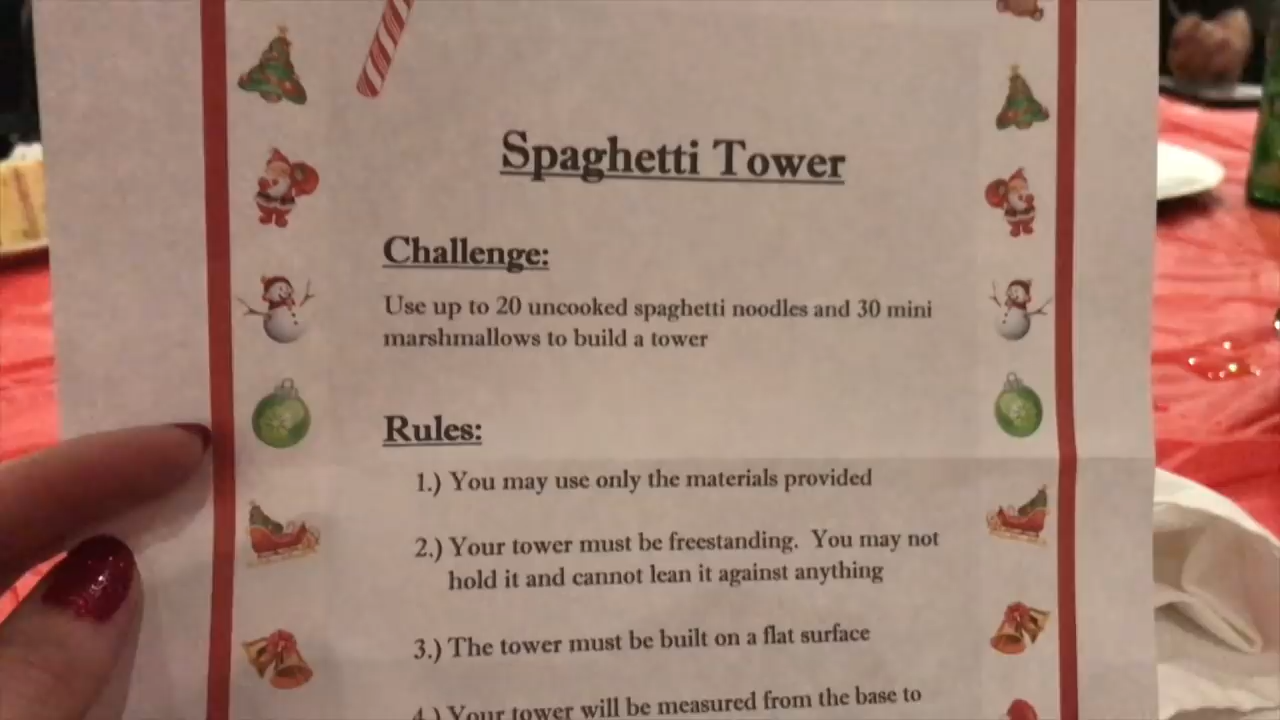 Spaghetti Tower
Challenge:
Use up to 20 uncooked spaghetti noodles and 30 mini
marshmallows to build a tower
Rules:
1.) You may use only the materials provided
2.) Your tower must be freestanding.  You may not
hold it and cannot lean it against anything
3.) The tower must be built on a flat surface
4.) Your tower will be measured from the base to